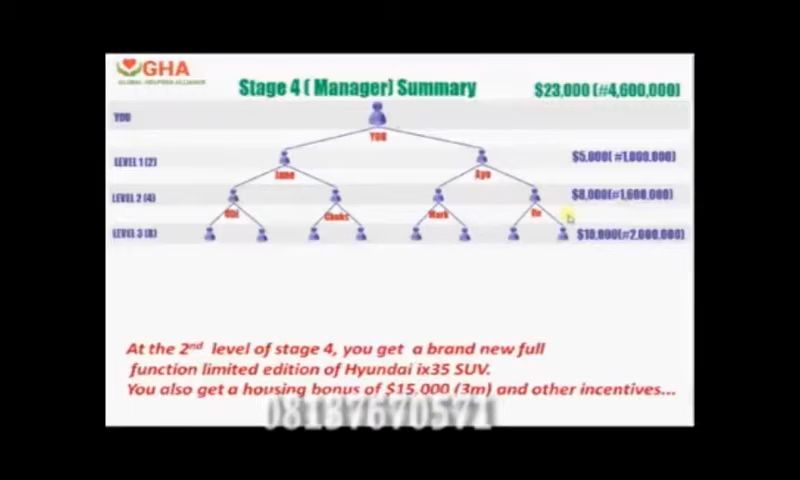 GHA
GLOBAL HELPERS ALLIANCE
Stage 4 ( Manager) Summary
$23,000 (#4,600,000)
YOU
YOU
LEVEL 1 (2)
$5,000( #1,000,000)
Jane
Ayo
LEVEL 2 (4)
$8,000(#1,600,000)
Obi
Chuks
Mark
LEVEL 3 (8)
$10,000(#2,000,000)
At the 2nd level of stage 4, you get a brand new full
function limited edition of Hyundai ix35 SUV.
You also get a housing bonus of $15,000 (3m) and other incentives...
08137670571